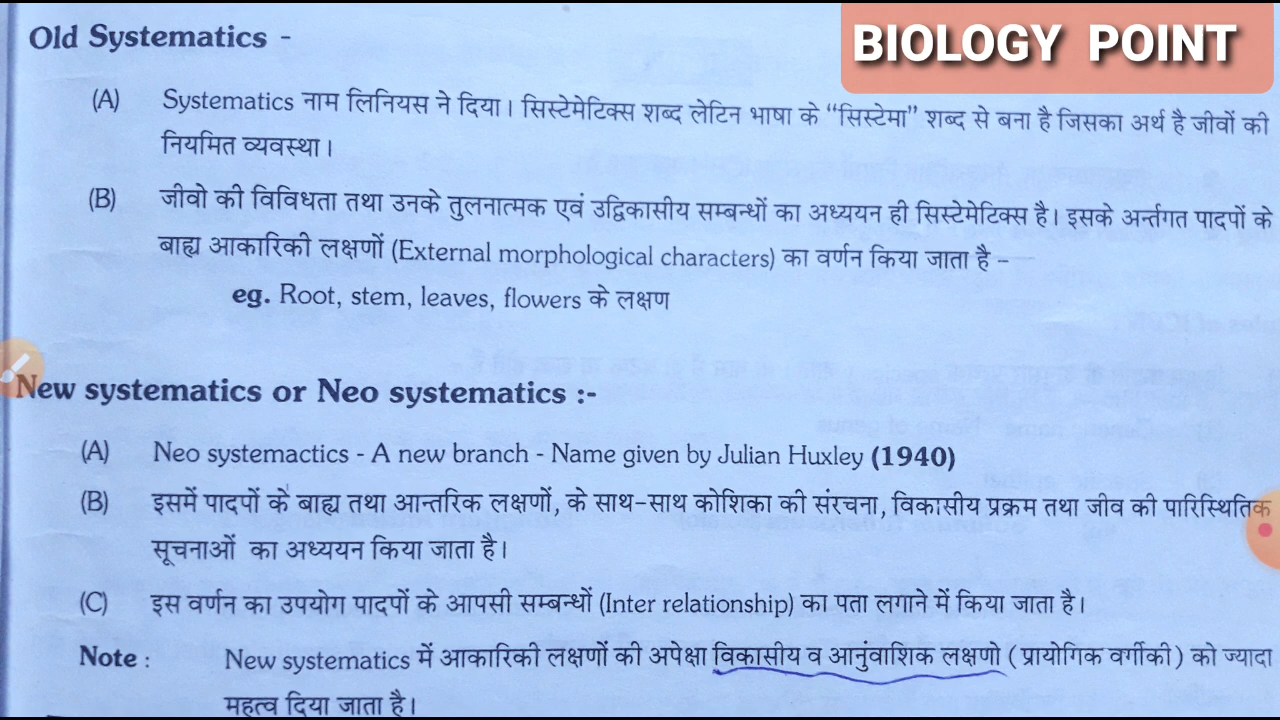 BIOLOGY POINT
Old Systematics -
(A) Systematics नाम लिनियस ने दिया। सिस्टेमेटिक्स शब्द लेटिन भाषा के “सिस्टेमा” शब्द से बना है जिसका अर्थ है जीवों की
नियमित व्यवस्था।
(B) जीवो की विविधता तथा उनके तुलनात्मक एवं उद्विकासीय सम्बन्धों का अध्ययन ही सिस्टेमेटिक्स है। इसके अर्न्तगत पादपों के
बाह्य आकारिकी लक्षणों (External morphological characters) का वर्णन किया जाता है –
eg. Root, stem, leaves, flowers के लक्षण
New systematics or Neo systematics :-
(A) Neo systemactics - A new branch - Name given by Julian Huxley (1940)
(B) इसमें पादपों के बाह्य तथा आन्तरिक लक्षणों, के साथ-साथ कोशिका की संरचना, विकासीय प्रक्रम तथा जीव की पारिस्थितिक
सूचनाओं का अध्ययन किया जाता है।
(C) इस वर्णन का उपयोग पादपों के आपसी सम्बन्धों (Inter relationship) का पता लगाने में किया जाता है।
Note : New systematics में आकारिकी लक्षणों की अपेक्षा विकासीय व आनुंवाशिक लक्षणो (प्रायोगिक वर्गीकी) को ज्यादा
महत्व दिया जाता है।